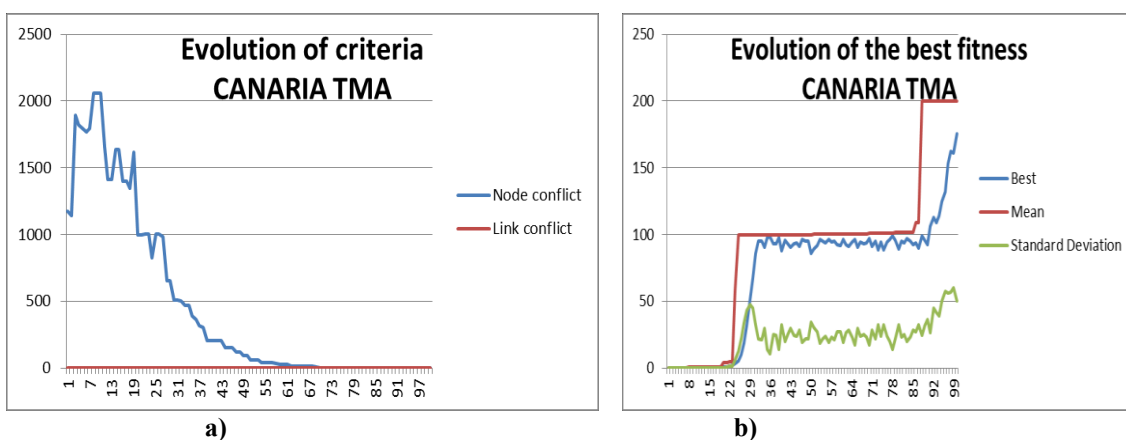 Evolution of criteria
CANARIA TMA
2500
2000
1500
1000
500
0
1 7 13 19 25 31 37 43 49 55 61 67 73 79 85 91 97
Node conflict
Link conflict
a)
Evolution of the best fitness
CANARIA TMA
250
200
150
100
50
0
1 8 15 22 29 36 43 50 57 64 71 78 85 92 99
Best
Mean
Standard Deviation
b)